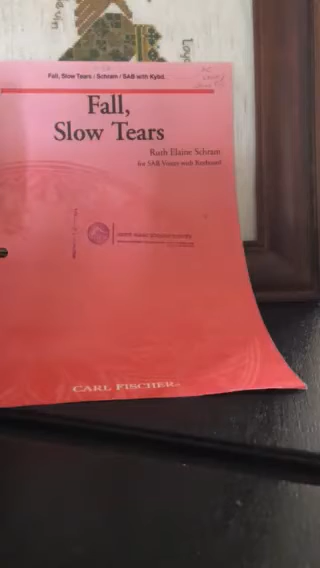 Fall, Slow Tears / Schram / SAB with Kybd.
Fall,
Slow Tears
Ruth Elaine Schram
for SAB Voices with Keyboard
CARL FISCHER